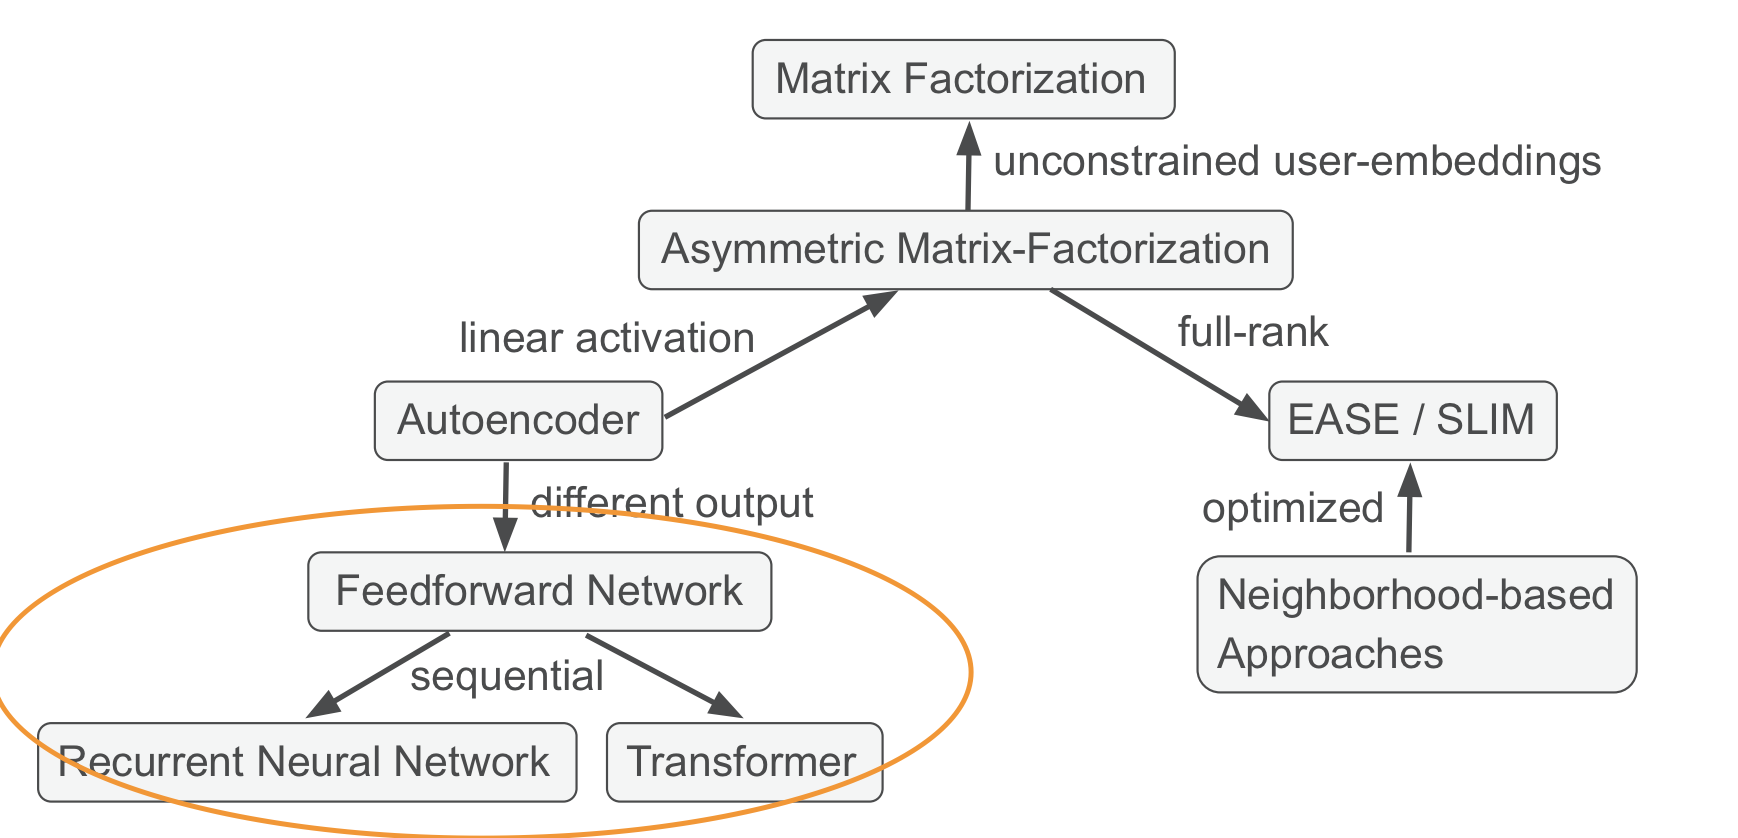 Matrix Factorization
unconstrained user-embeddings
Asymmetric Matrix-Factorization
linear activation
full-rank
Autoencoder
EASE / SLIM
different output
optimized
Feedforward Network
Neighborhood-based
Approaches
sequential
Recurrent Neural Network
Transformer